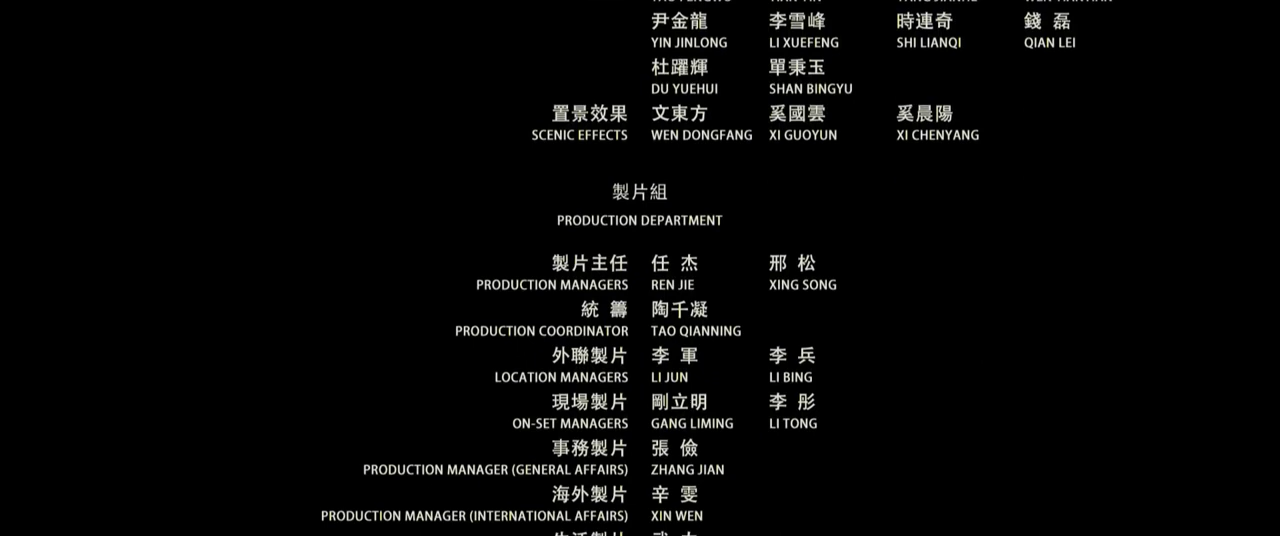 尹金龍 李雪峰 時連奇 錢 磊
YIN JINLONG LI XUEFENG SHI LIANQI QIAN LEI
杜躍輝 單秉玉
DU YUEHUI SHAN BINGYU
置景效果 文東方 奚國雲 奚晨陽
SCENIC EFFECTS WEN DONGFANG XI GUOYUN XI CHENYANG
製片組
PRODUCTION DEPARTMENT
製片主任 任 杰 邢 松
PRODUCTION MANAGERS REN JIE XING SONG
統 籌 陶千凝
PRODUCTION COORDINATOR TAO QIANNING
外聯製片 李 軍 李 兵
LOCATION MANAGERS LI JUN LI BING
現場製片 剛立明 李 彤
ON-SET MANAGERS GANG LIMING LI TONG
事務製片 張 儉
PRODUCTION MANAGER (GENERAL AFFAIRS) ZHANG JIAN
海外製片 辛 雯
PRODUCTION MANAGER (INTERNATIONAL AFFAIRS) XIN WEN